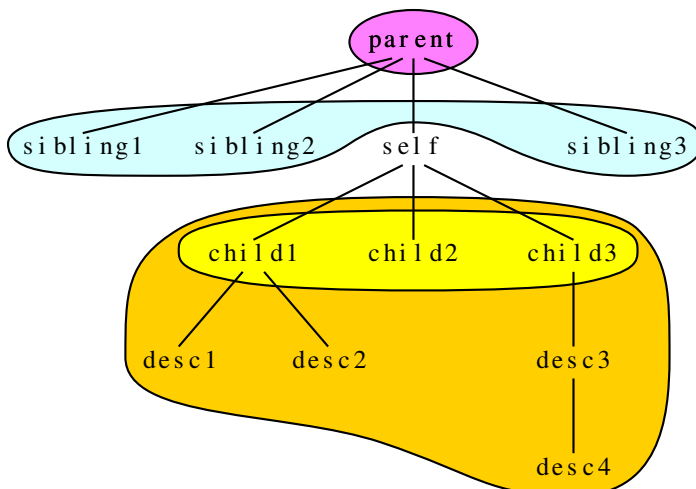 parent
sibling1 sibling2 self sibling3
child1 child2 child3
desc1 desc2 desc3
desc4